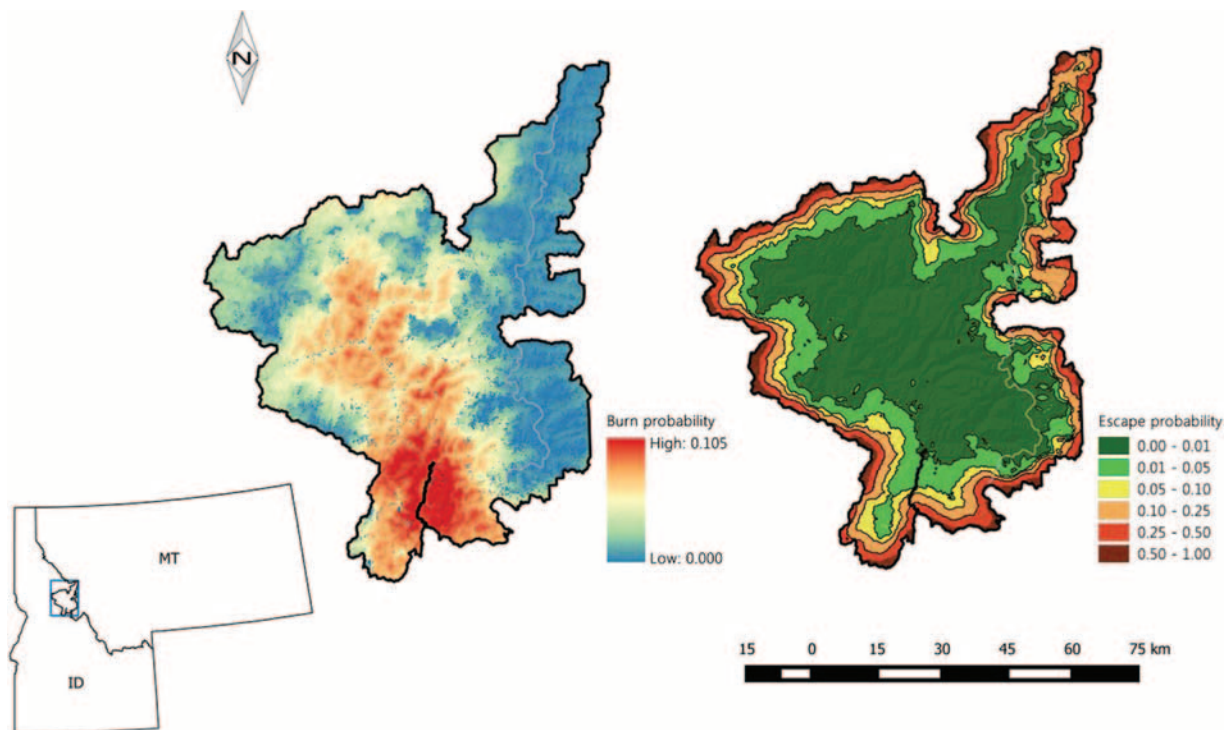 N
Burn probability
High: 0.105
Low: 0.000
Escape probability
0.00 - 0.01
0.01 - 0.05
0.05 - 0.10
0.10 - 0.25
0.25 - 0.50
0.50 - 1.00
MT
ID
15 0 15 30 45 60 75 km